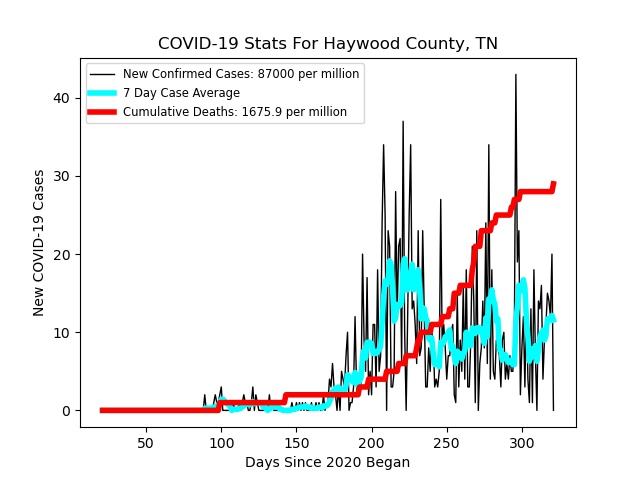 COVID-19 Stats For Haywood County, TN
New Confirmed Cases: 87000 per million
7 Day Case Average
Cumulative Deaths: 1675.9 per million
New COVID-19 Cases
40
30
20
10
0
50 100 150 200 250 300
Days Since 2020 Began